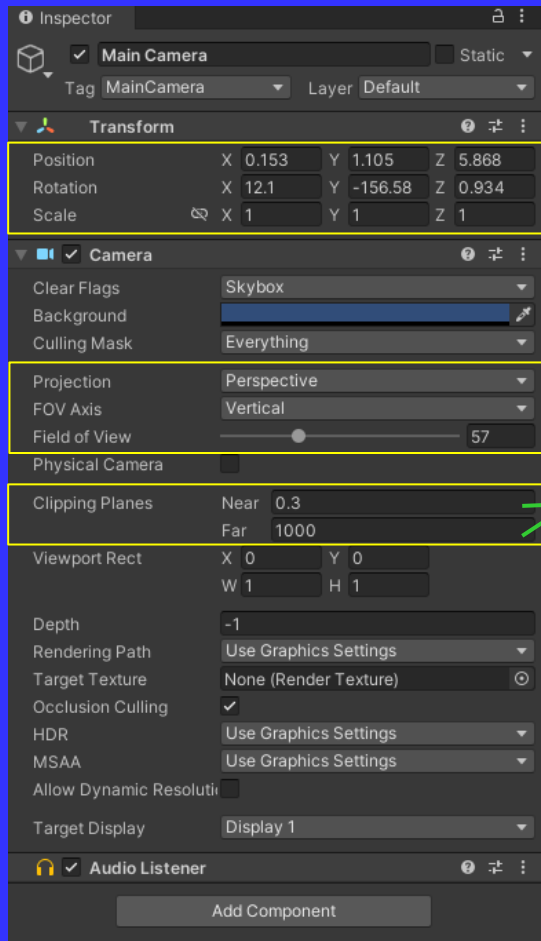 Inspector
Main Camera Static
Tag MainCamera Layer Default
Transform
Position X 0.153 Y 1.105 Z 5.868
Rotation X 12.1 Y -156.58 Z 0.934
Scale X 1 Y 1 Z 1
Camera
Clear Flags Skybox
Background
Culling Mask Everything
Projection Perspective
FOV Axis Vertical
Field of View 57
Physical Camera
Clipping Planes Near 0.3
Far 1000
Viewport Rect X 0 Y 0
W 1 H 1
Depth -1
Rendering Path Use Graphics Settings
Target Texture None (Render Texture)
Occlusion Culling
HDR Use Graphics Settings
MSAA Use Graphics Settings
Allow Dynamic Resoluti
Target Display Display 1
Audio Listener
Add Component